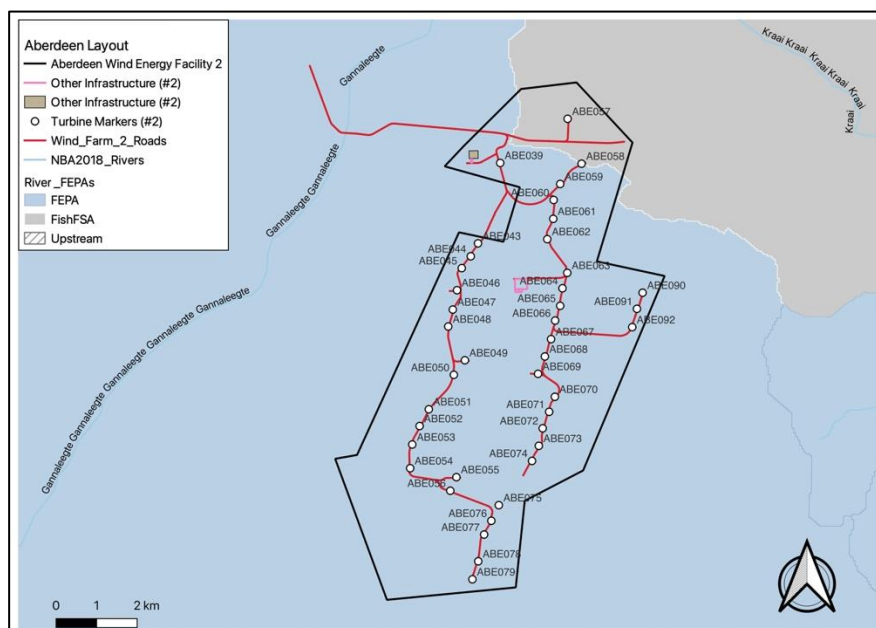 Aberdeen Layout
Aberdeen Wind Energy Facility 2
Other Infrastructure (#2)
Other Infrastructure (#2)
Turbine Markers (#2)
Wind_Farm_2_Roads
NBA2018_Rivers
River_FEPAs
FEPA
FishFSA
Upstream
Gannaleegte
Gannaleegte Gannaleegte
Gannaleegte Gannaleegte Gannaleegte Gannaleegte
Kraai Kraai Kraai Kraai Kraai
Kraai
ABE057
ABE039
ABE058
ABE059
ABE060
ABE061
ABE062
ABE043
ABE044
ABE045
ABE063
ABE046
ABE064
ABE090
ABE047
ABE065
ABE091
ABE066
ABE048
ABE092
ABE067
ABE049
ABE068
ABE050
ABE069
ABE070
ABE051
ABE071
ABE052
ABE072
ABE053
ABE073
ABE074
ABE054
ABE055
ABE056
ABE075
ABE076
ABE077
ABE078
ABE079
0 1 2 km